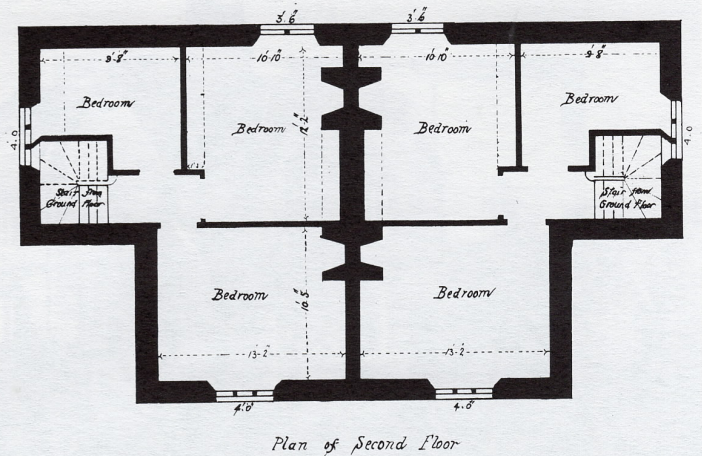 3'.6" 3'.6"
9'.8" 10'.10" 10'.10" 9'.8"
Bedroom Bedroom
Bedroom 12'.2" Bedroom
4'.0 4'.0
Stair from Ground Floor
Stair from Ground Floor
Bedroom 10'.5" Bedroom
13'-2" 13'-2"
4'.0" 4'.0"
Plan of Second Floor